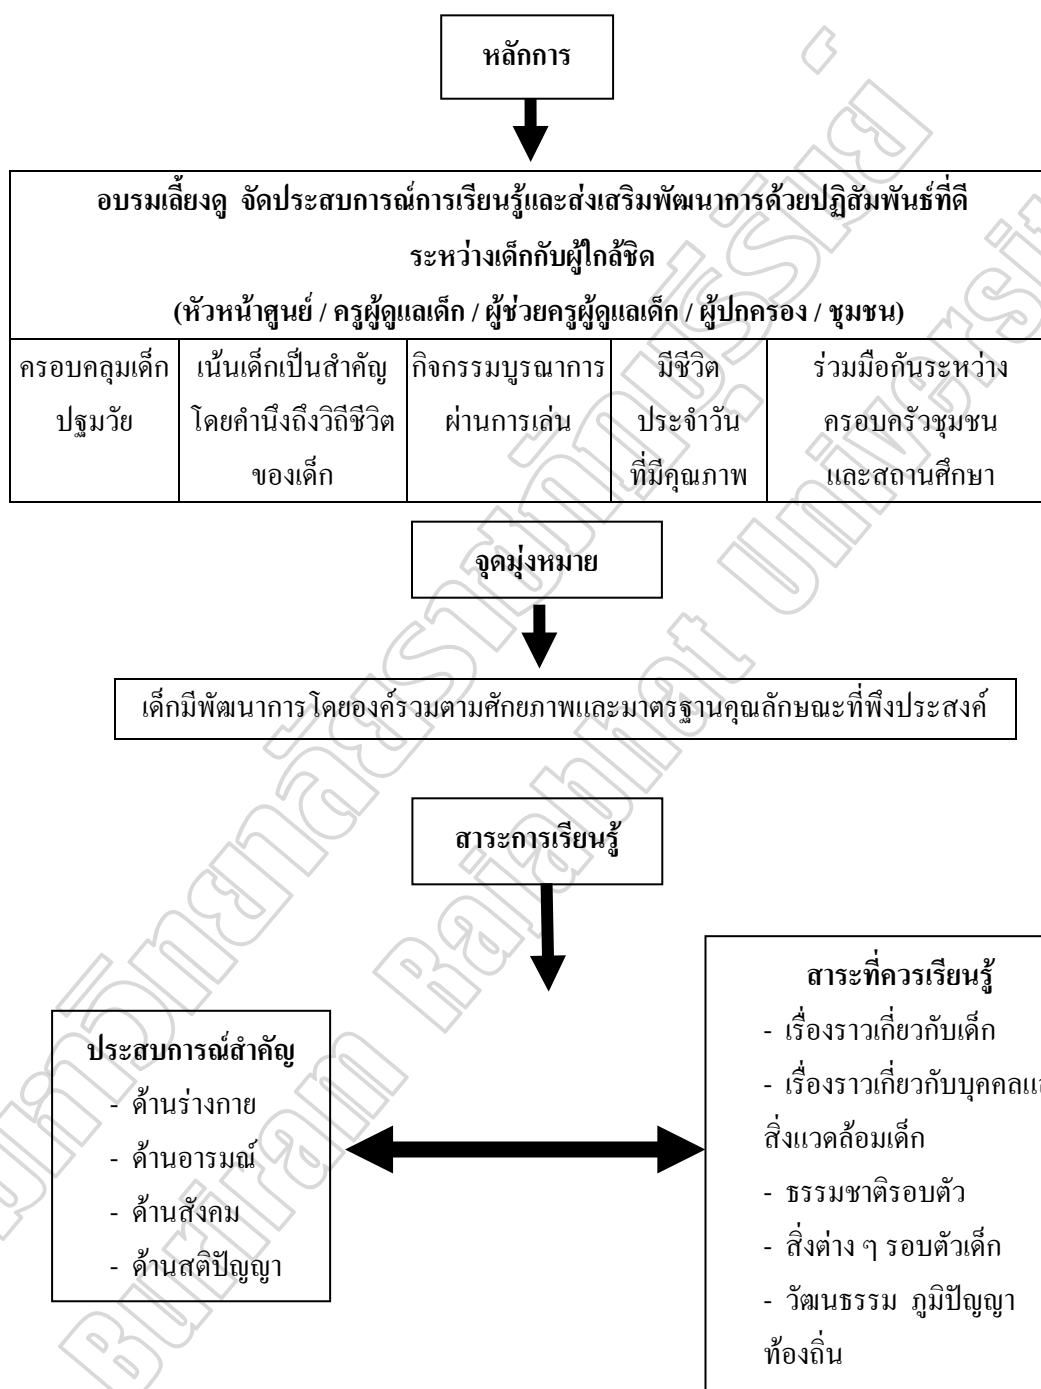 หลักการ
อบรมเลี้ยงดู จัดประสบการณ์การเรียนรู้และส่งเสริมพัฒนาการด้วยปฏิสัมพันธ์ที่ดี
ระหว่างเด็กกับผู้ใกล้ชิด
(หัวหน้าศูนย์ / ครูผู้ดูแลเด็ก / ผู้ช่วยครูผู้ดูแลเด็ก / ผู้ปกครอง / ชุมชน)
ครอบคลุมเด็ก
ปฐมวัย
เน้นเด็กเป็นสำคัญ
โดยคำนึงถึงวิถีชีวิต
ของเด็ก
กิจกรรมบูรณาการ
ผ่านการเล่น
มีชีวิต
ประจำวัน
ที่มีคุณภาพ
ร่วมมือกันระหว่าง
ครอบครัวชุมชน
และสถานศึกษา
จุดมุ่งหมาย
เด็กมีพัฒนาการโดยองค์รวมตามศักยภาพและมาตรฐานคุณลักษณะที่พึงประสงค์
สาระการเรียนรู้
ประสบการณ์สำคัญ
- ด้านร่างกาย
- ด้านอารมณ์
- ด้านสังคม
- ด้านสติปัญญา
สาระที่ควรเรียนรู้
- เรื่องราวเกี่ยวกับเด็ก
- เรื่องราวเกี่ยวกับบุคคล
สิ่งแวดล้อมเด็ก
- ธรรมชาติรอบตัว
- สิ่งต่าง ๆ รอบตัวเด็ก
- วัฒนธรรม ภูมิปัญญา
ท้องถิ่น
Buriram Rajabhat